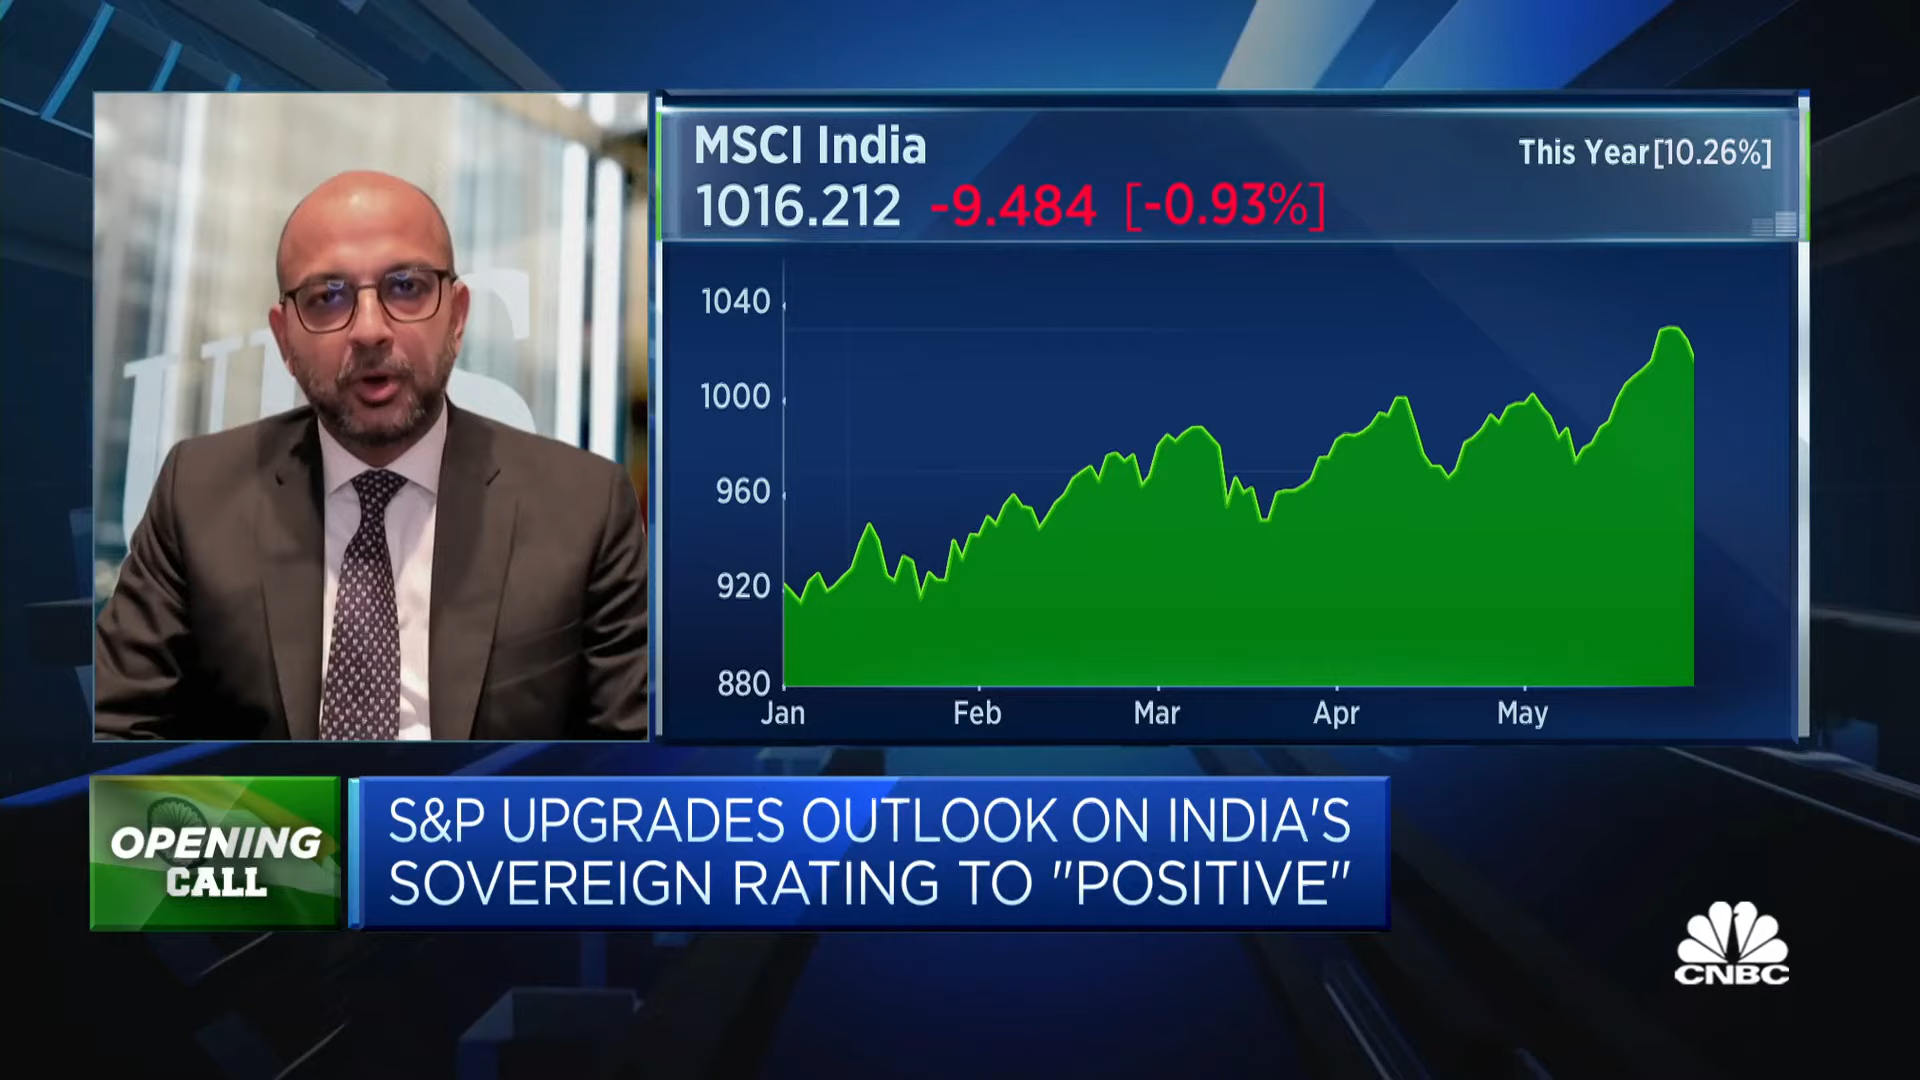 MSCI India
This Year[10.26%]
1016.212 -9.484 [-0.93%]
1040
1000
960
920
880
Jan Feb Mar Apr May
OPENING
CALL
S&P UPGRADES OUTLOOK ON INDIA'S
SOVEREIGN RATING TO "POSITIVE"
CNBC